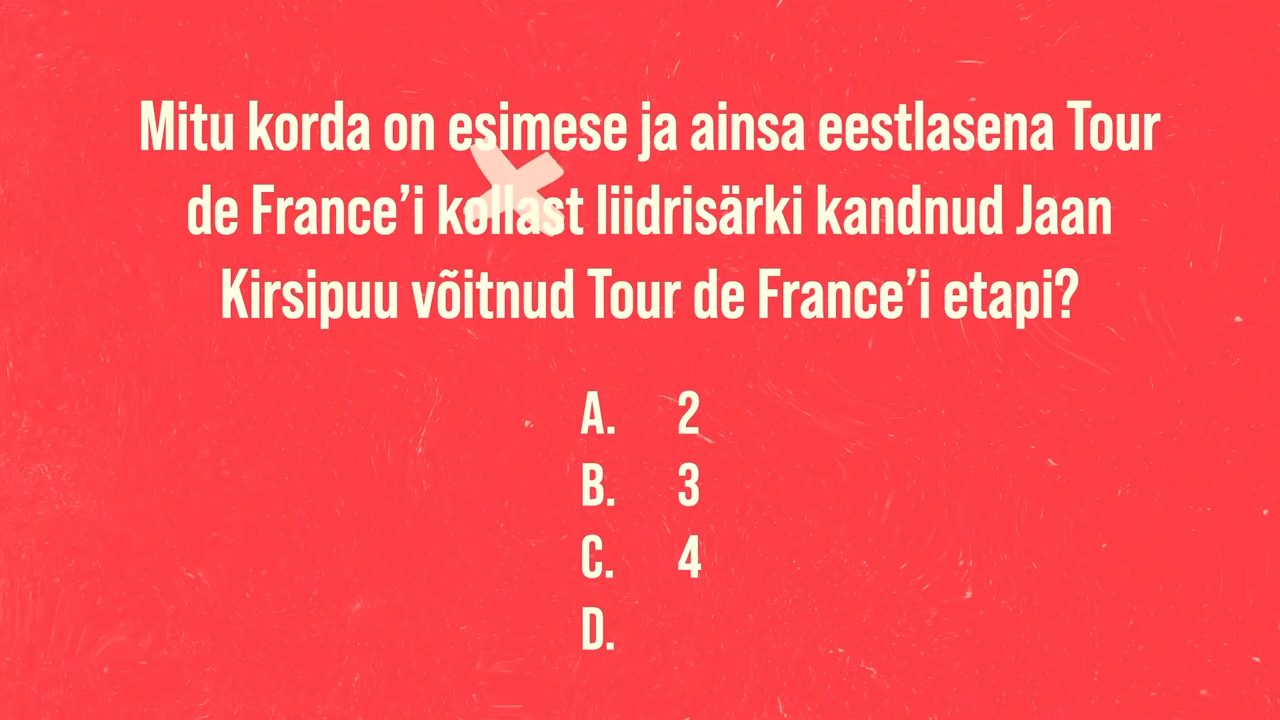 Mitu korda on esimese ja ainsa eestlasena Tour
de France’i kollast liidrisärki kandnud Jaan
Kirsipuu võitnud Tour de France’i etapi?
A. 2
B. 3
C. 4
D.